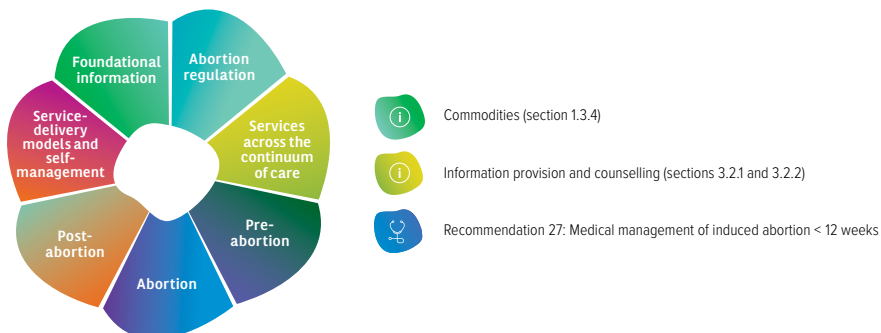 Foundational
information
Abortion
regulation
Service-
delivery
models and
self-
management
Services
across the
continuum
of care
Post-
abortion
Pre-
abortion
Abortion
Commodities (section 1.3.4)
Information provision and counselling (sections 3.2.1 and 3.2.2)
Recommendation 27: Medical management of induced abortion < 12 weeks